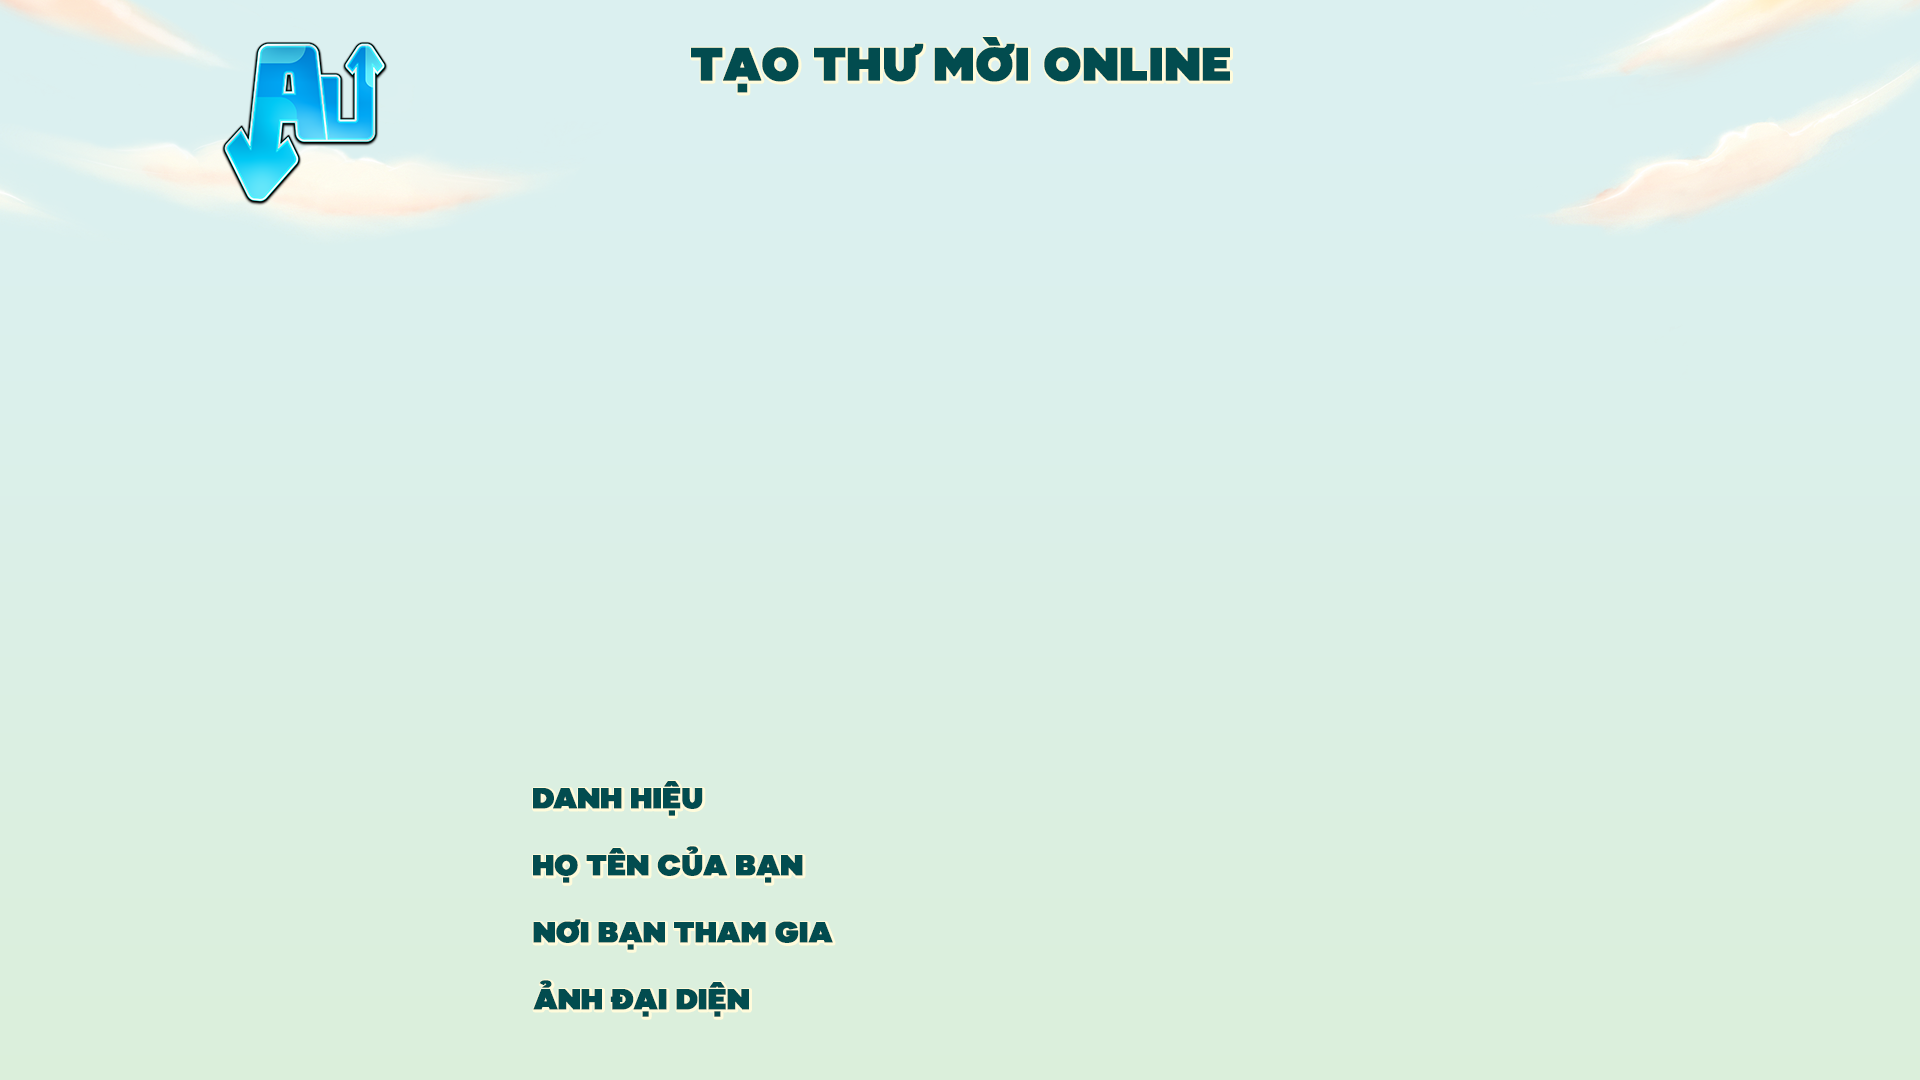 AU
TẠO THƯ MỜI ONLINE
DANH HIỆU
HỌ TÊN CỦA BẠN
NƠI BẠN THAM GIA
ẢNH ĐẠI DIỆN